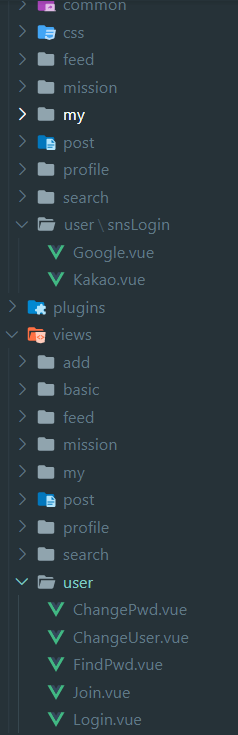 common
css
feed
mission
my
post
profile
search
user \ snsLogin
Google.vue
Kakao.vue
plugins
views
add
basic
feed
mission
my
post
profile
search
user
ChangePwd.vue
ChangeUser.vue
FindPwd.vue
Join.vue
Login.vue